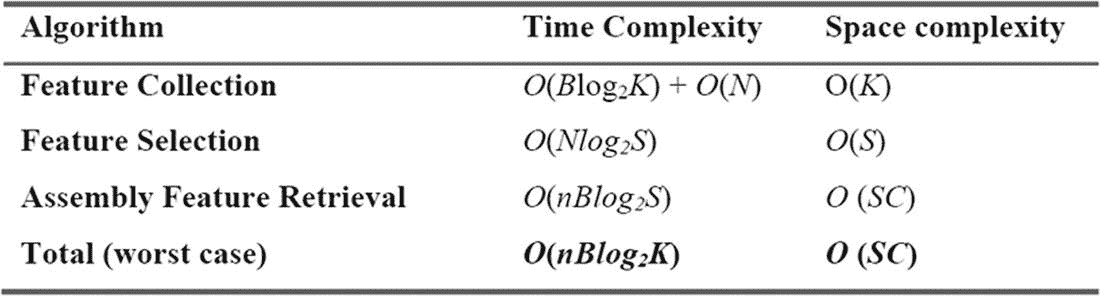 Algorithm Time Complexity Space complexity
Feature Collection O(Blog₂K) + O(N) O(K)
Feature Selection O(Nlog₂S) O(S)
Assembly Feature Retrieval O(nBlog₂S) O (SC)
Total (worst case) O(nBlog₂K) O (SC)